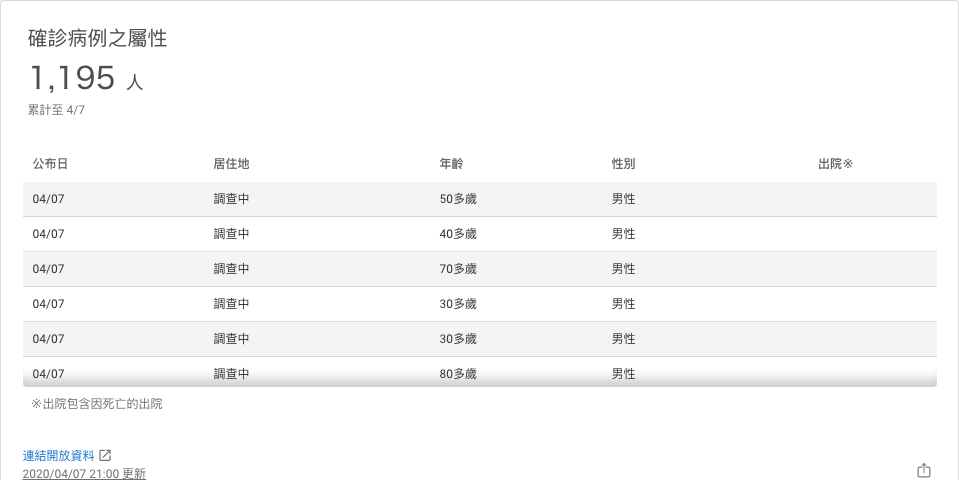 確診病例之屬性
1,195 人
累計至 4/7
公布日 居住地 年齡 性別 出院※
04/07 調查中 50多歲 男性
04/07 調查中 40多歲 男性
04/07 調查中 70多歲 男性
04/07 調查中 30多歲 男性
04/07 調查中 30多歲 男性
04/07 調查中 80多歲 男性
※出院包含因死亡的出院
連結開放資料
2020/04/07 21:00 更新